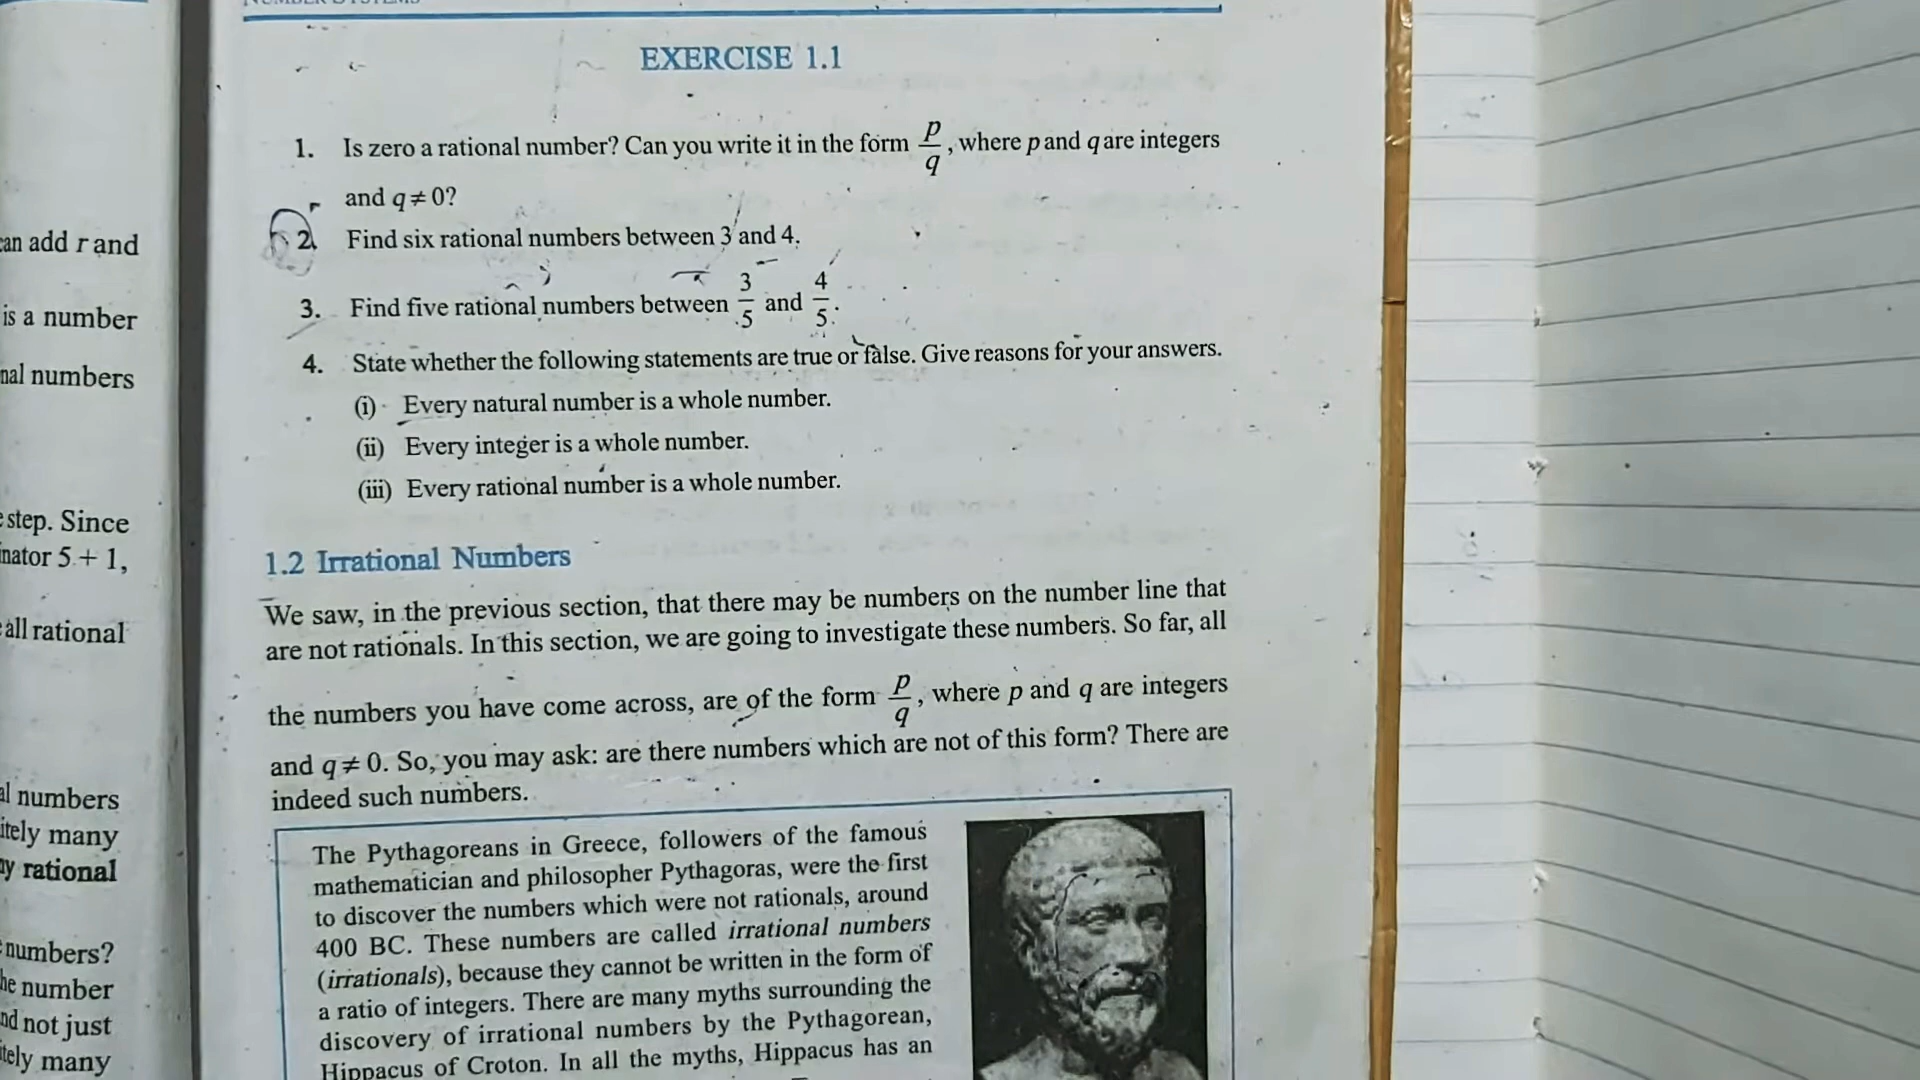 can add r and
is a number
nal numbers
step. Since
inator 5 + 1,
all rational
al numbers
itely many
ny rational
numbers?
he number
nd not just
itely many
NUMBER SYSTEMS
EXERCISE 1.1
1. Is zero a rational number? Can you write it in the form p/q, where p and q are integers
and q ≠ 0?
2. Find six rational numbers between 3 and 4.
3. Find five rational numbers between 3/5 and 4/5.
4. State whether the following statements are true or false. Give reasons for your answers.
(i) Every natural number is a whole number.
(ii) Every integer is a whole number.
(iii) Every rational number is a whole number.
1.2 Irrational Numbers
We saw, in the previous section, that there may be numbers on the number line that
are not rationals. In this section, we are going to investigate these numbers. So far, all
the numbers you have come across, are of the form p/q, where p and q are integers
and q ≠ 0. So, you may ask: are there numbers which are not of this form? There are
indeed such numbers.
The Pythagoreans in Greece, followers of the famous
mathematician and philosopher Pythagoras, were the first
to discover the numbers which were not rationals, around
400 BC. These numbers are called irrational numbers
(irrationals), because they cannot be written in the form of
a ratio of integers. There are many myths surrounding the
discovery of irrational numbers by the Pythagorean,
Hippacus of Croton. In all the myths, Hippacus has an